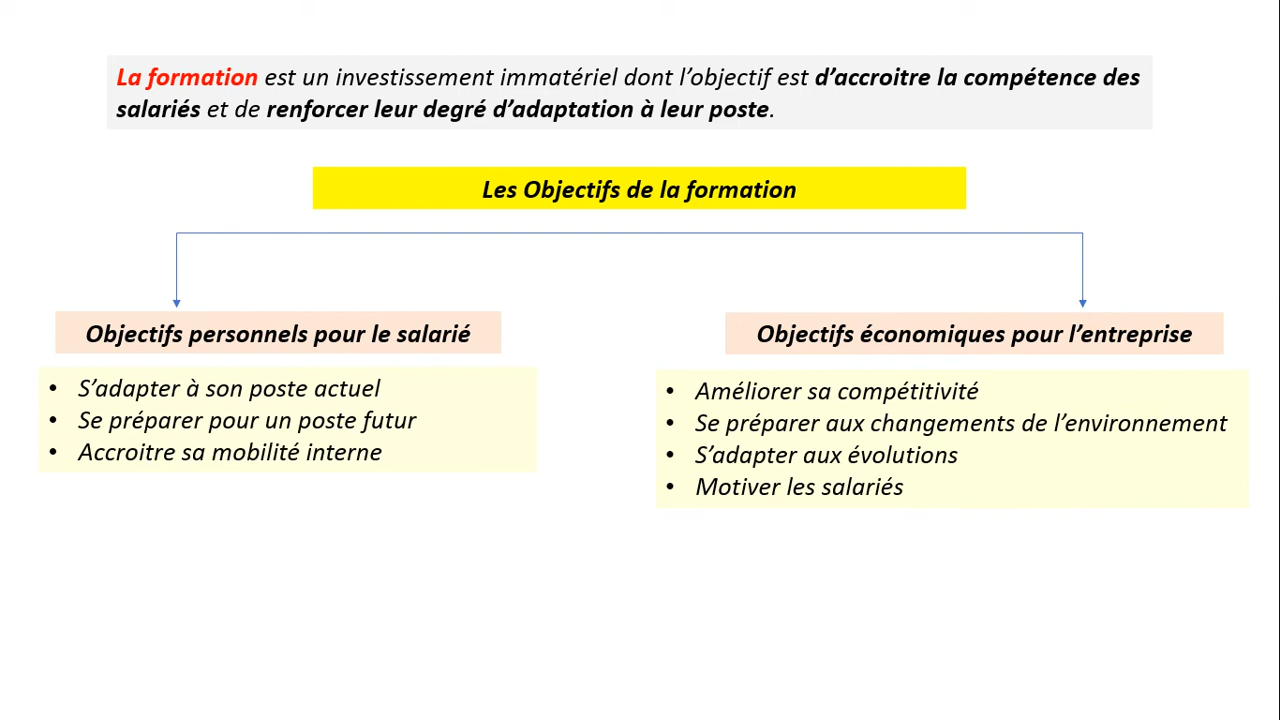 La formation est un investissement immatériel dont l’objectif est d’accroitre la compétence des
salariés et de renforcer leur degré d’adaptation à leur poste.
Les Objectifs de la formation
Objectifs personnels pour le salarié
• S’adapter à son poste actuel
• Se préparer pour un poste futur
• Accroitre sa mobilité interne
Objectifs économiques pour l’entreprise
• Améliorer sa compétitivité
• Se préparer aux changements de l’environnement
• S’adapter aux évolutions
• Motiver les salariés